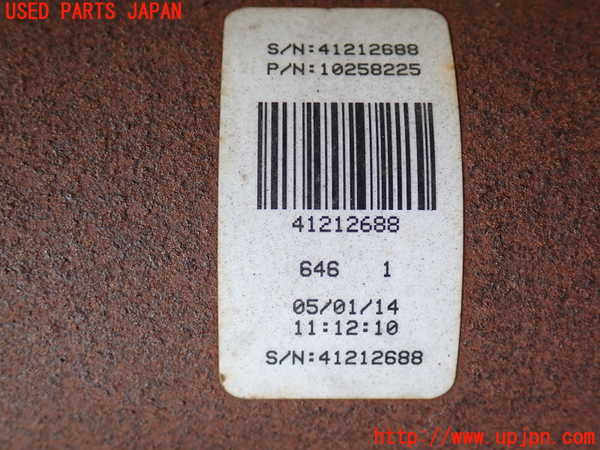 USED PARTS JAPAN
S/N:41212688
P/N:10258225
41212688
646 1
05/01/14
11:12:10
S/N:41212688
http://www.upjpn.com/